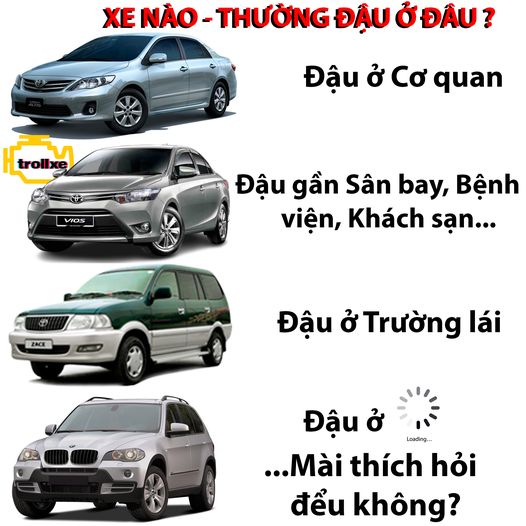 XE NÀO - THƯỜNG ĐẬU Ở ĐÂU ?
Đậu ở Cơ quan
ALTIS
trollxe
Đậu gần Sân bay, Bệnh
viện, Khách sạn...
VIOS
Đậu ở Trường lái
ZACE
Đậu ở
Loading...
...Mài thích hỏi
đểu không?